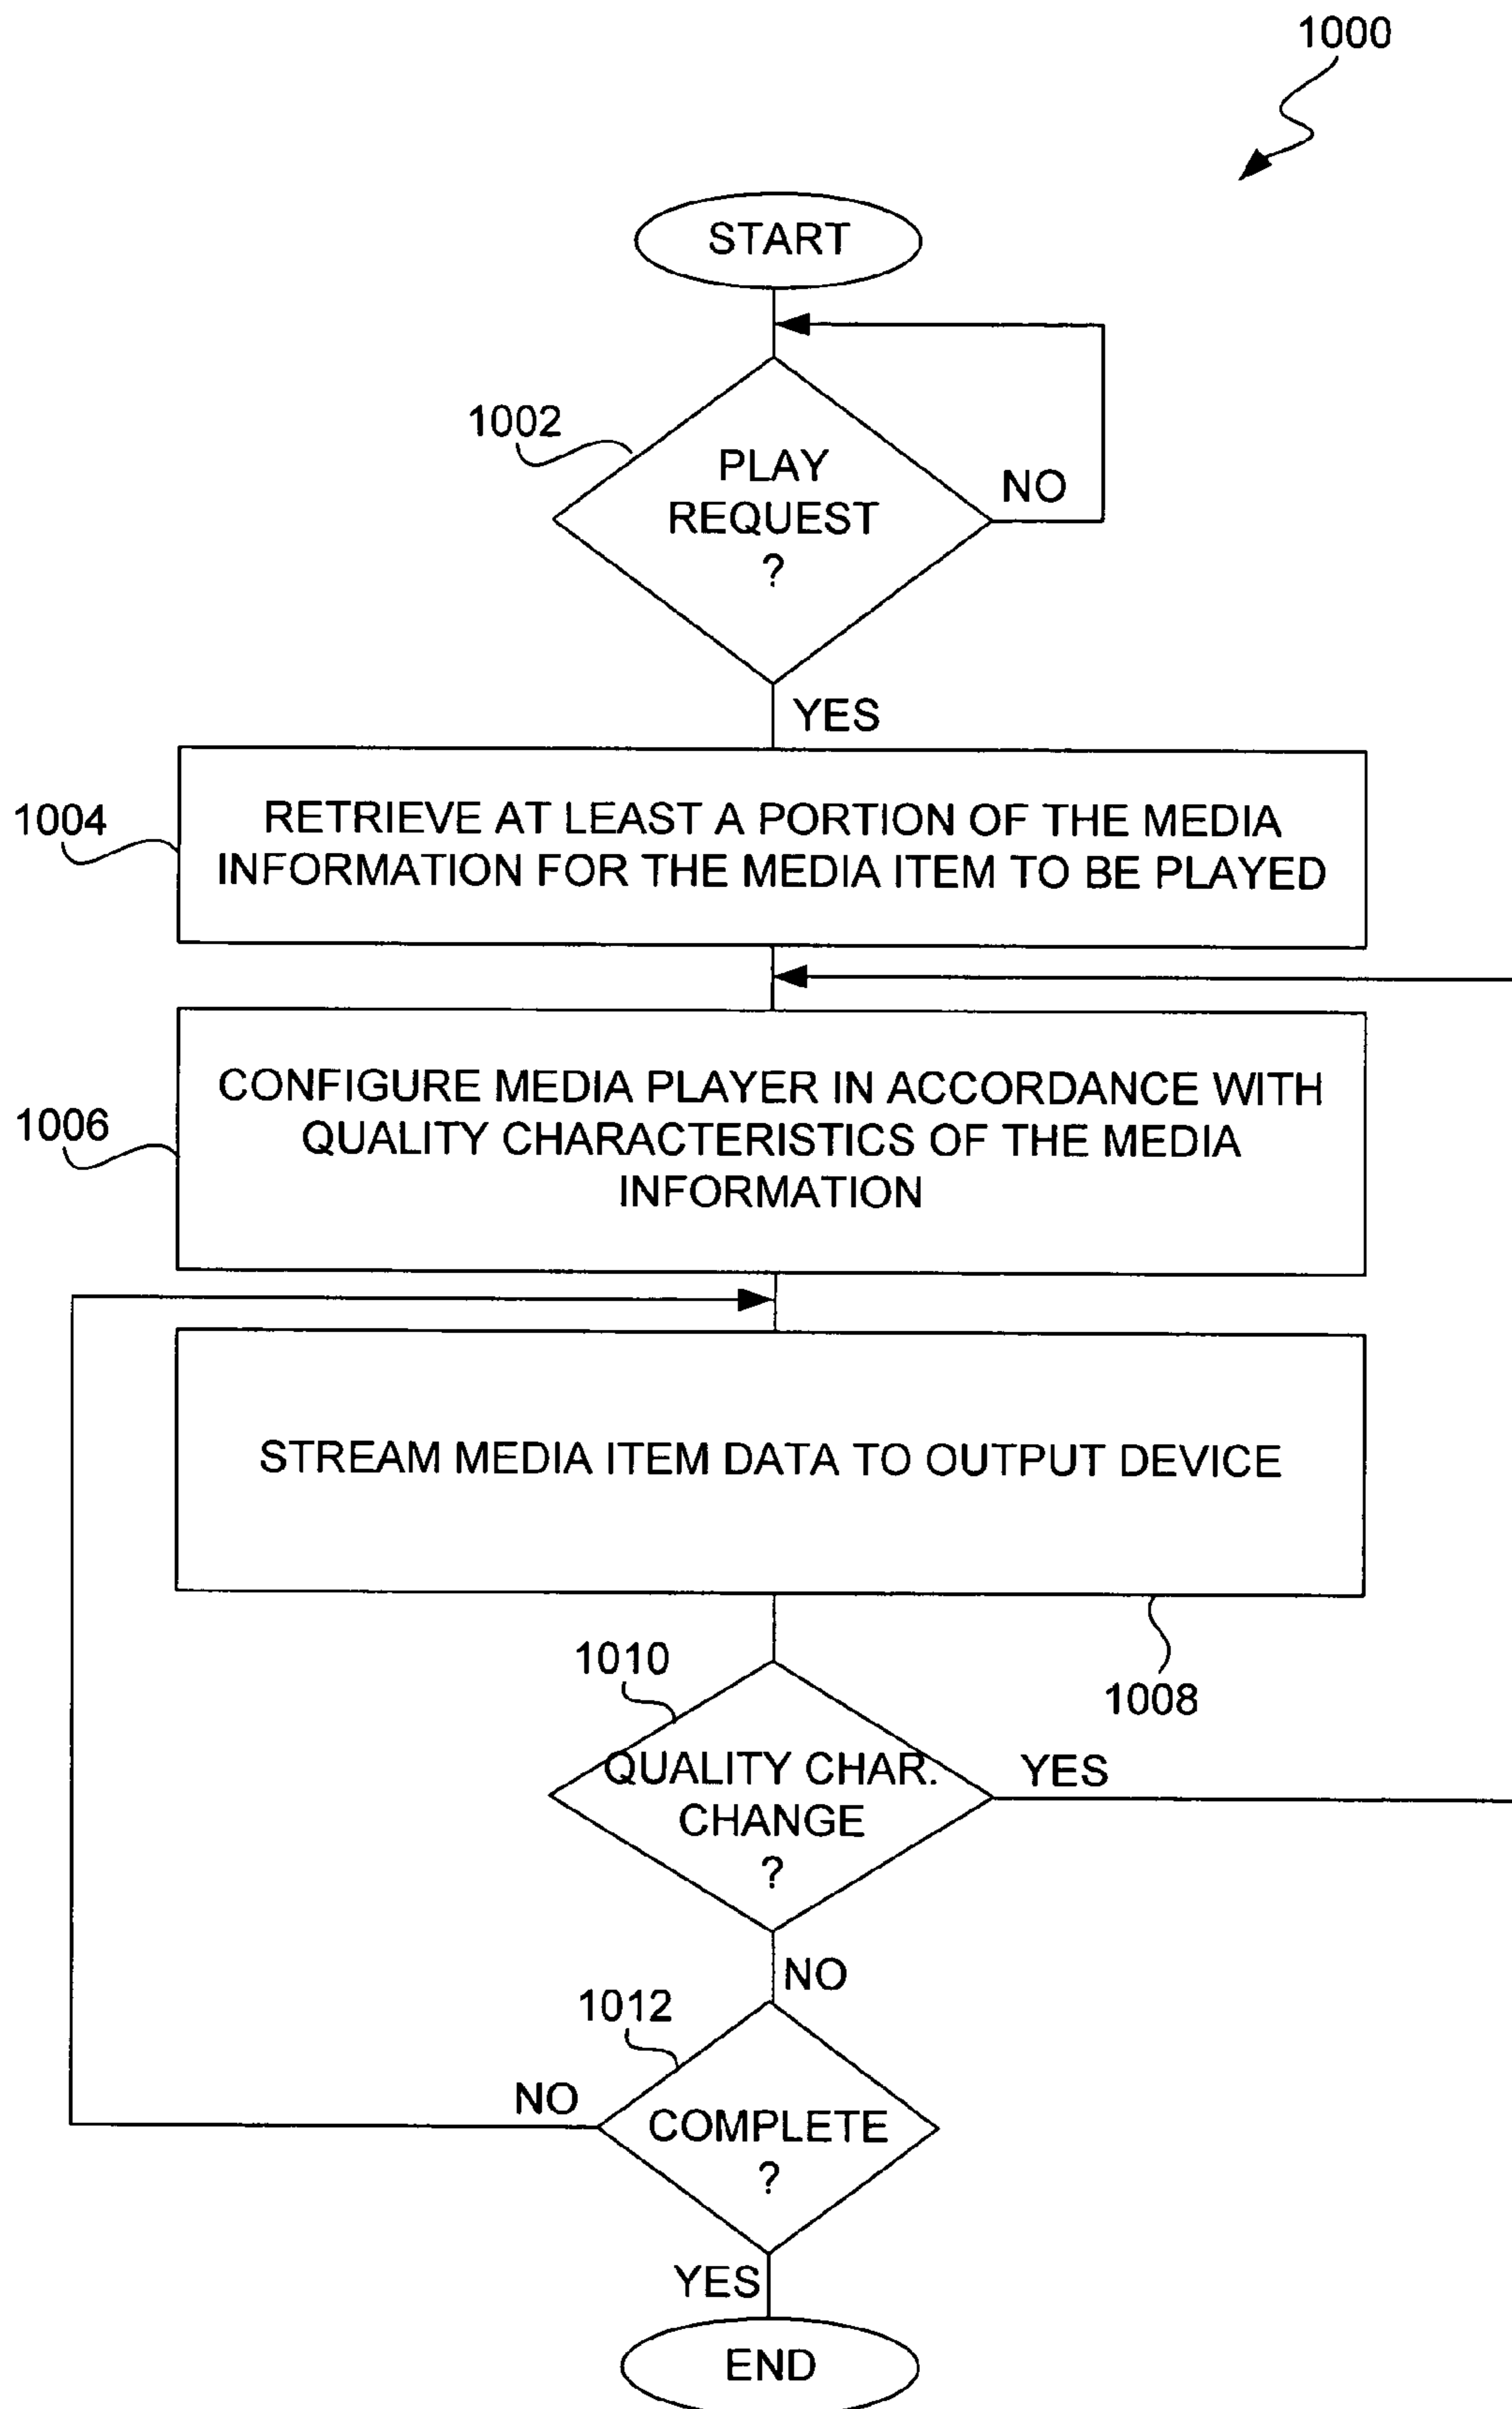 1000
START
1002
PLAY
REQUEST
?
NO
YES
1004
RETRIEVE AT LEAST A PORTION OF THE MEDIA
INFORMATION FOR THE MEDIA ITEM TO BE PLAYED
1006
CONFIGURE MEDIA PLAYER IN ACCORDANCE WITH
QUALITY CHARACTERISTICS OF THE MEDIA
INFORMATION
STREAM MEDIA ITEM DATA TO OUTPUT DEVICE
1008
1010
QUALITY CHAR.
CHANGE
?
YES
NO
1012
NO
COMPLETE
?
YES
END